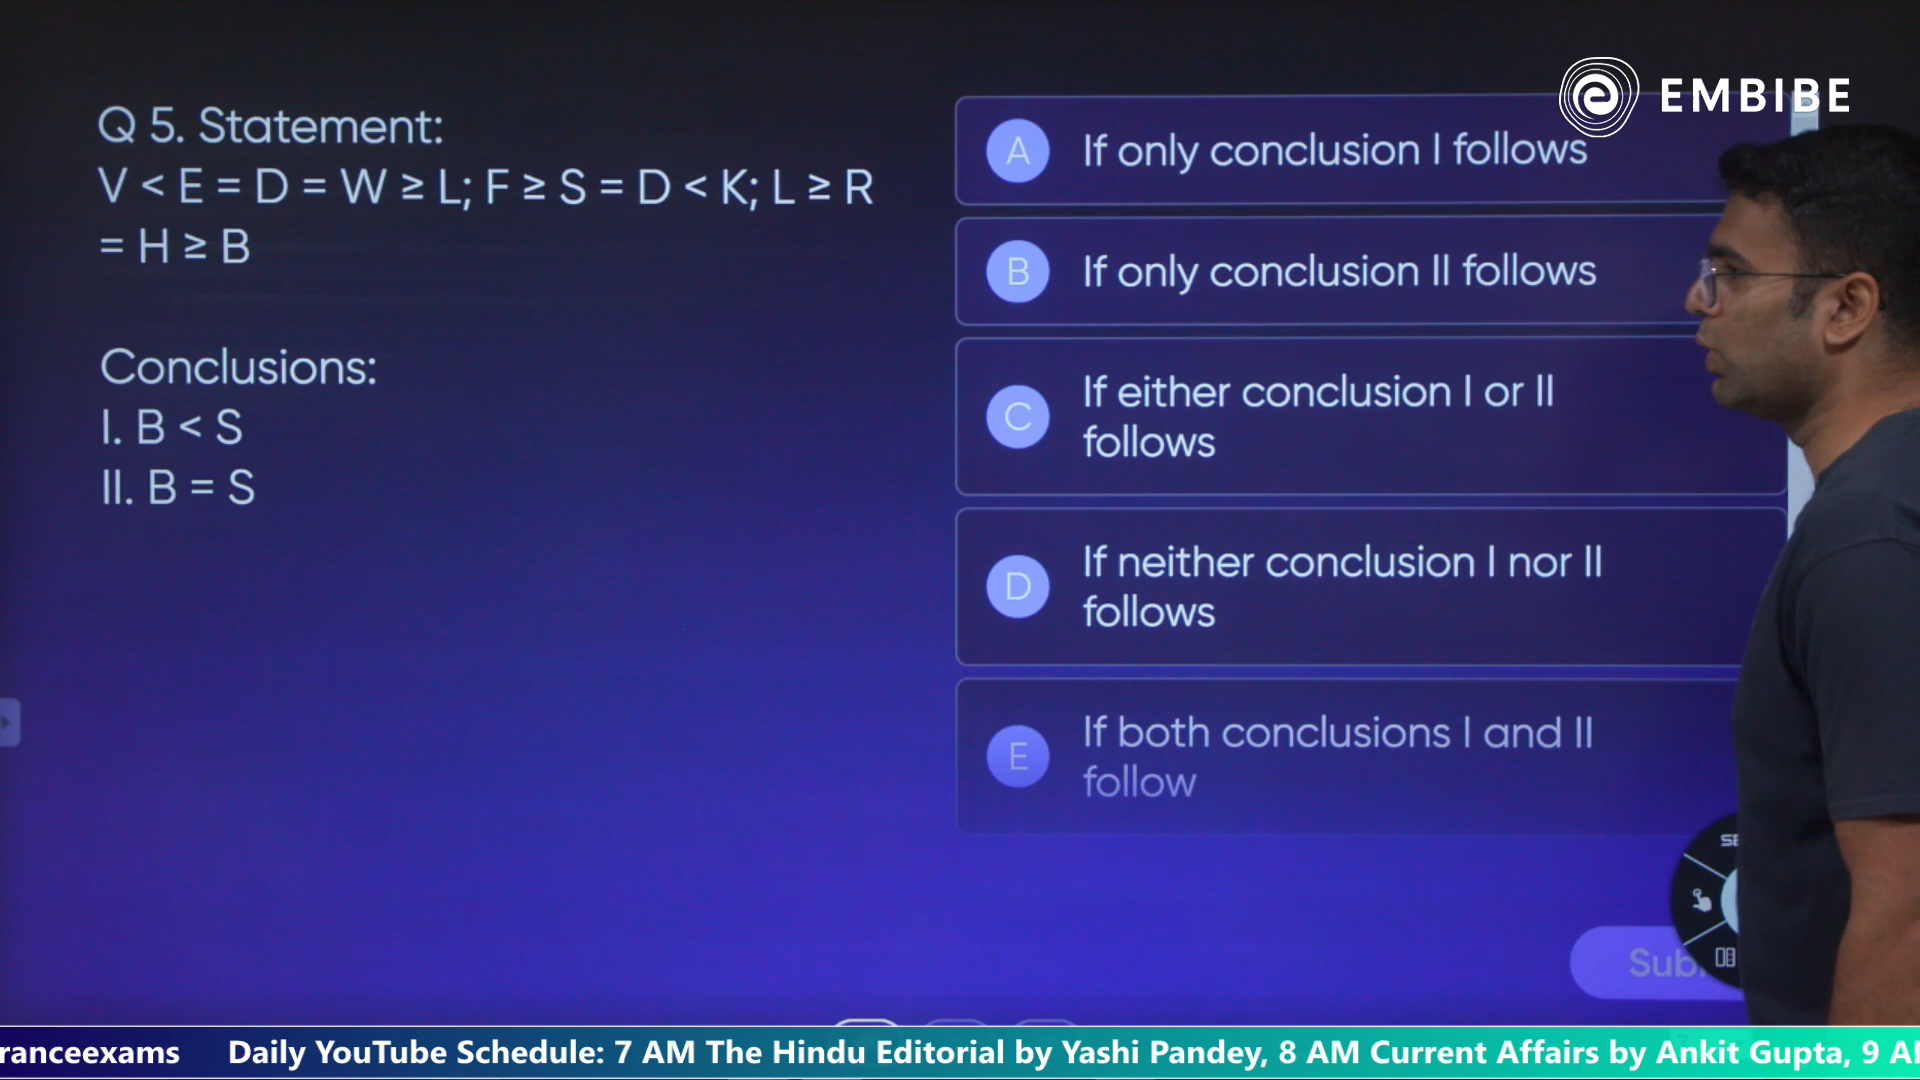 EMBIBE
Q 5. Statement:
V < E = D = W ≥ L; F ≥ S = D < K; L ≥ R
= H ≥ B
Conclusions:
I. B < S
II. B = S
A If only conclusion I follows
B If only conclusion II follows
C If either conclusion I or II
follows
D If neither conclusion I nor II
follows
E If both conclusions I and II
follow
ranceexams Daily YouTube Schedule: 7 AM The Hindu Editorial by Yashi Pandey, 8 AM Current Affairs by Ankit Gupta, 9 A